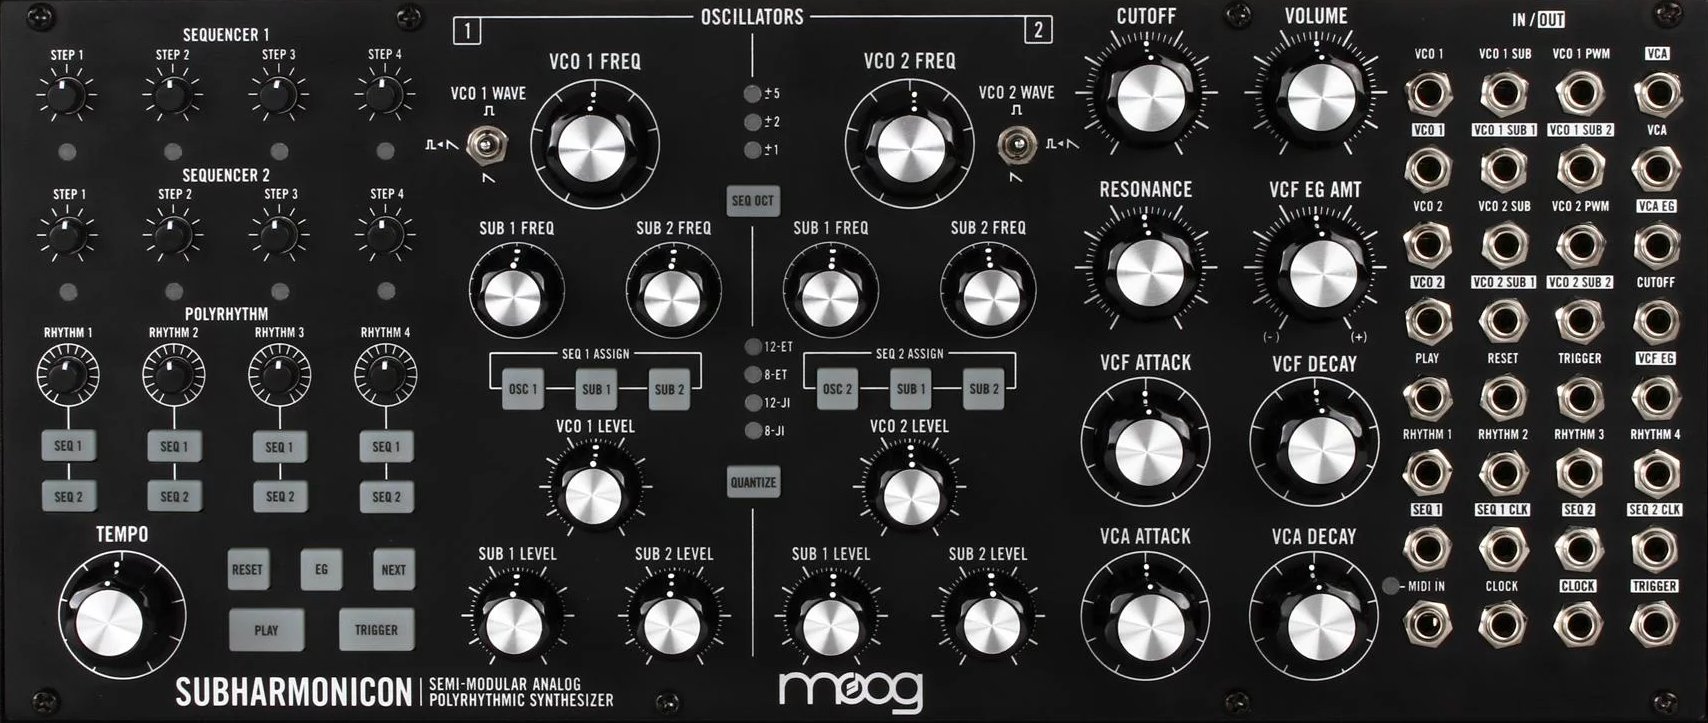 SEQUENCER 1
STEP 1 STEP 2 STEP 3 STEP 4
SEQUENCER 2
STEP 1 STEP 2 STEP 3 STEP 4
POLYRHYTHM
RHYTHM 1 RHYTHM 2 RHYTHM 3 RHYTHM 4
SEQ 1 SEQ 1 SEQ 1 SEQ 1
SEQ 2 SEQ 2 SEQ 2 SEQ 2
TEMPO
RESET EG NEXT
PLAY TRIGGER
SUBHARMONICON
SEMI-MODULAR ANALOG
POLYRHYTHMIC SYNTHESIZER
OSCILLATORS
1 2
VCO 1 FREQ VCO 2 FREQ
VCO 1 WAVE VCO 2 WAVE
±5
±2
±1
SEQ OCT
SUB 1 FREQ SUB 2 FREQ SUB 1 FREQ SUB 2 FREQ
12-ET
8-ET
12-JI
8-JI
SEQ 1 ASSIGN SEQ 2 ASSIGN
OSC 1 SUB 1 SUB 2 OSC 2 SUB 1 SUB 2
VCO 1 LEVEL VCO 2 LEVEL
QUANTIZE
SUB 1 LEVEL SUB 2 LEVEL SUB 1 LEVEL SUB 2 LEVEL
moog
CUTOFF VOLUME
RESONANCE VCF EG AMT
(-) (+)
VCF ATTACK VCF DECAY
VCA ATTACK VCA DECAY
IN / OUT
VCO 1 VCO 1 SUB VCO 1 PWM VCA
VCO 1 VCO 1 SUB 1 VCO 1 SUB 2 VCA
VCO 2 VCO 2 SUB VCO 2 PWM VCA EG
VCO 2 VCO 2 SUB 1 VCO 2 SUB 2 CUTOFF
PLAY RESET TRIGGER VCF EG
RHYTHM 1 RHYTHM 2 RHYTHM 3 RHYTHM 4
SEQ 1 SEQ 1 CLK SEQ 2 SEQ 2 CLK
MIDI IN CLOCK CLOCK TRIGGER